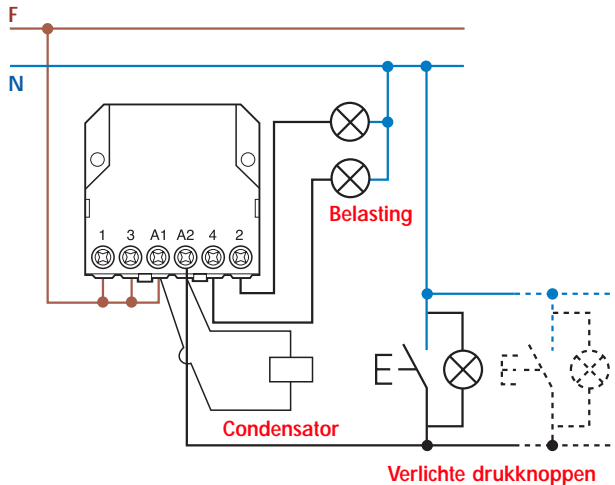 F
N
1 3 A1 A2 4 2
Belasting
Condensator
Verlichte drukknoppen